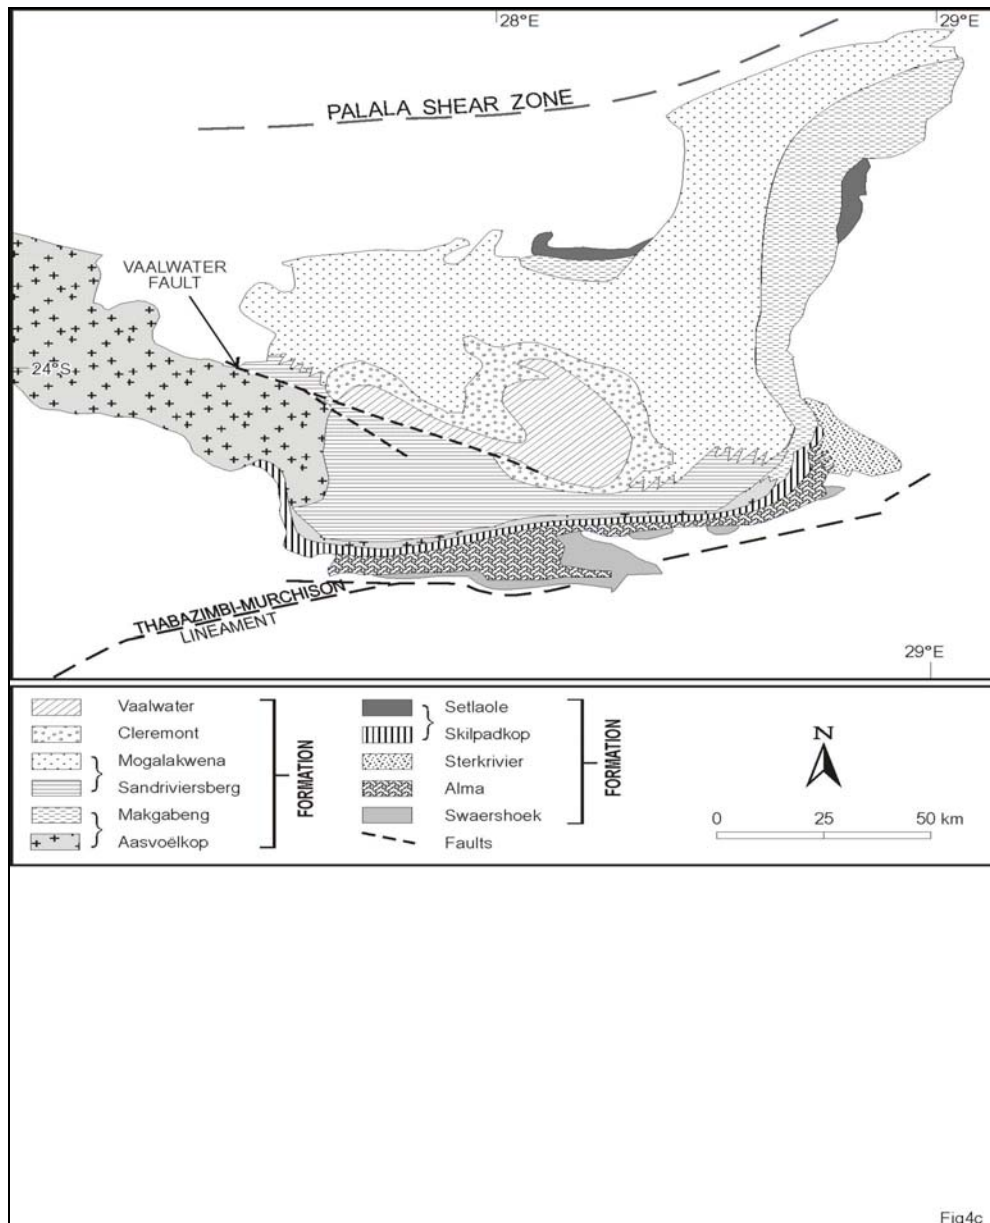 28°E
29°E
PALALA SHEAR ZONE
VAALWATER
FAULT
24°S
THABAZIMBI-MURCHISON
LINEAMENT
29°E
Vaalwater
Cleremont
Mogalakwena
Sandriviersberg
Makgabeng
Aasvoëlkop
FORMATION
Setlaole
Skilpadkop
Sterkrivier
Alma
Swaershoek
Faults
FORMATION
N
0 25 50 km
Fig4c